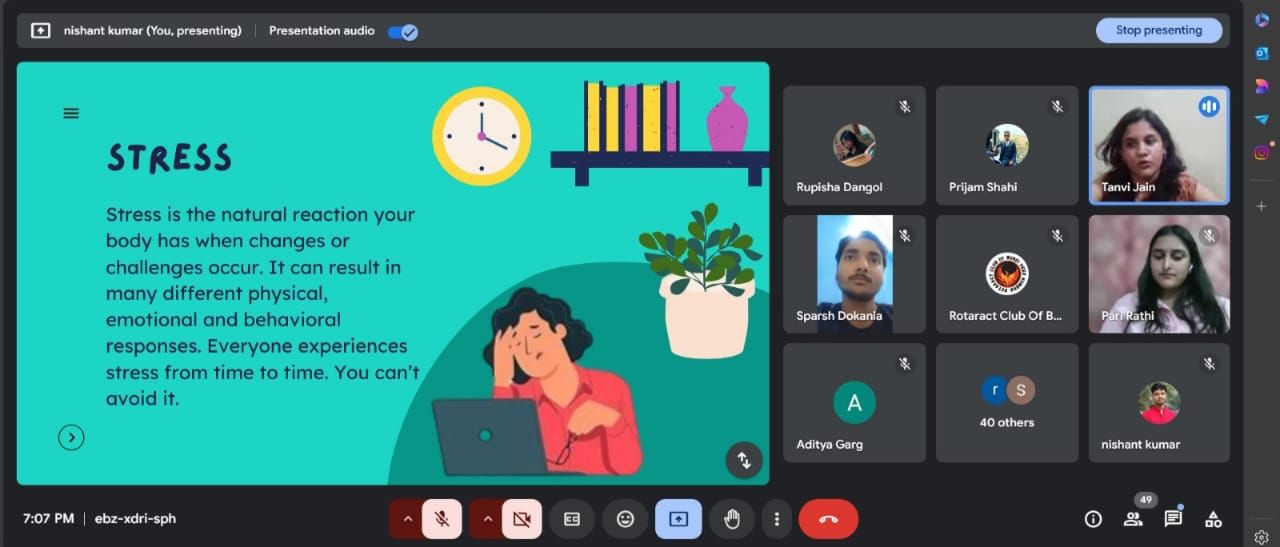 nishant kumar (You, presenting)
Presentation audio
Stop presenting
STRESS
Stress is the natural reaction your
body has when changes or
challenges occur. It can result in
many different physical,
emotional and behavioral
responses. Everyone experiences
stress from time to time. You can't
avoid it.
Rupisha Dangol
Prijam Shahi
Tanvi Jain
Sparsh Dokania
Rotaract Club Of B...
Pari Rathi
A
Aditya Garg
r
S
40 others
nishant kumar
7:07 PM
ebz-xdri-sph
CC
49